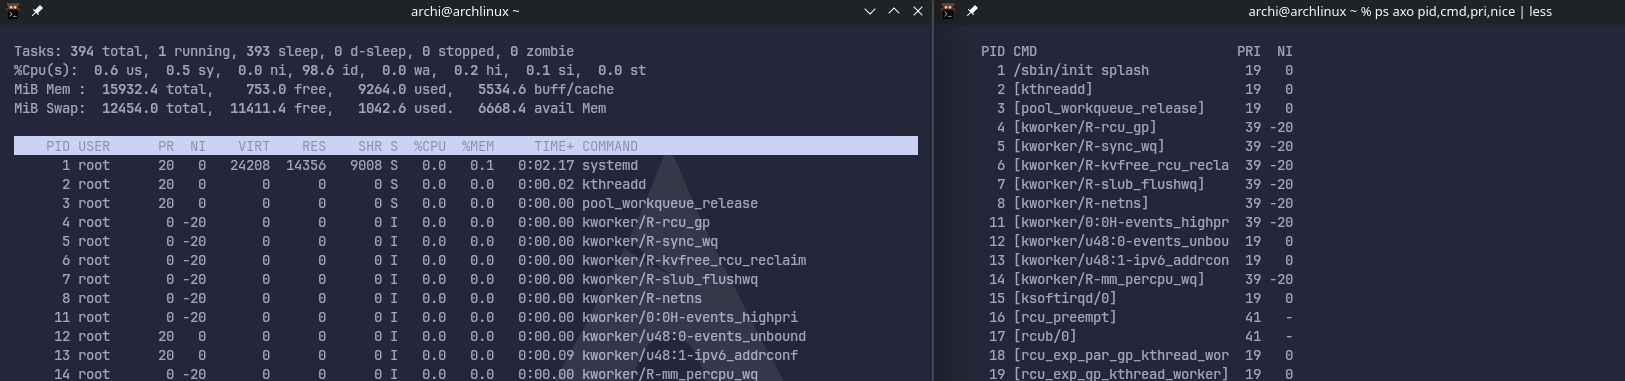 archi@archlinux ~
Tasks: 394 total, 1 running, 393 sleep, 0 d-sleep, 0 stopped, 0 zombie
%Cpu(s):  0.6 us,  0.5 sy,  0.0 ni, 98.6 id,  0.0 wa,  0.2 hi,  0.1 si,  0.0 st
MiB Mem :  15932.4 total,    753.0 free,   9264.0 used,   5534.6 buff/cache
MiB Swap:  12454.0 total,  11411.4 free,   1042.6 used.   6668.4 avail Mem
PID USER      PR  NI    VIRT    RES    SHR S  %CPU  %MEM     TIME+ COMMAND
1 root      20   0   24208  14356   9008 S   0.0   0.1   0:02.17 systemd
2 root      20   0       0      0      0 S   0.0   0.0   0:00.02 kthreadd
3 root      20   0       0      0      0 S   0.0   0.0   0:00.00 pool_workqueue_release
4 root       0 -20       0      0      0 I   0.0   0.0   0:00.00 kworker/R-rcu_gp
5 root       0 -20       0      0      0 I   0.0   0.0   0:00.00 kworker/R-sync_wq
6 root       0 -20       0      0      0 I   0.0   0.0   0:00.00 kworker/R-kvfree_rcu_reclaim
7 root       0 -20       0      0      0 I   0.0   0.0   0:00.00 kworker/R-slub_flushwq
8 root       0 -20       0      0      0 I   0.0   0.0   0:00.00 kworker/R-netns
11 root       0 -20       0      0      0 I   0.0   0.0   0:00.00 kworker/0:0H-events_highpri
12 root      20   0       0      0      0 I   0.0   0.0   0:00.00 kworker/u48:0-events_unbound
13 root      20   0       0      0      0 I   0.0   0.0   0:00.09 kworker/u48:1-ipv6_addrconf
14 root       0 -20       0      0      0 I   0.0   0.0   0:00.00 kworker/R-mm_percpu_wq
archi@archlinux ~ % ps axo pid,cmd,pri,nice | less
PID CMD                         PRI  NI
1 /sbin/init splash            19   0
2 [kthreadd]                   19   0
3 [pool_workqueue_release]     19   0
4 [kworker/R-rcu_gp]           39 -20
5 [kworker/R-sync_wq]          39 -20
6 [kworker/R-kvfree_rcu_recla  39 -20
7 [kworker/R-slub_flushwq]     39 -20
8 [kworker/R-netns]            39 -20
11 [kworker/0:0H-events_highpr  39 -20
12 [kworker/u48:0-events_unbou  19   0
13 [kworker/u48:1-ipv6_addrcon  19   0
14 [kworker/R-mm_percpu_wq]     39 -20
15 [ksoftirqd/0]                19   0
16 [rcu_preempt]                41   -
17 [rcub/0]                     41   -
18 [rcu_exp_par_gp_kthread_wor  19   0
19 [rcu_exp_gp_kthread_worker]  19   0